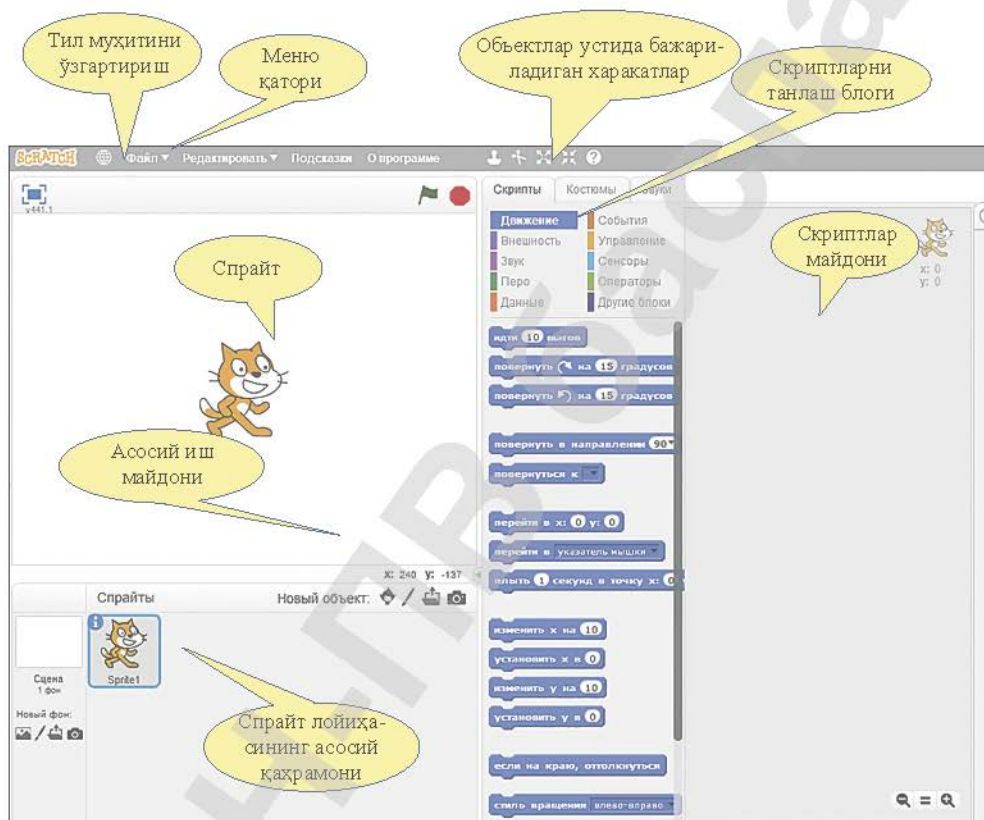 Тил муҳитини
ўзгартириш
Меню
қатори
Объектлар устида бажари-
ладиган харакатлар
Скриптларни
танлаш блоги
SCRATCH
Файл
Редактировать
Подсказки
О программе
v441.1
Скрипты
Костюмы
Звуки
Движение
События
Внешность
Управление
Звук
Сенсоры
Перо
Операторы
Данные
Другие блоки
Скриптлар
майдони
x: 0
y: 0
Спрайт
идти 10 шагов
повернуть на 15 градусов
повернуть на 15 градусов
повернуть в направлении 90
повернуться к
перейти в x: 0 y: 0
перейти в указатель мышки
плыть 1 секунд в точку x: 0
изменить x на 10
установить x в 0
изменить y на 10
установить y в 0
если на краю, оттолкнуться
стиль вращения влево-вправо
Асосий иш
майдони
x: 240 y: -137
Спрайты
Новый объект:
Сцена
1 фон
Sprite1
Новый фон:
Спрайт лойиҳа-
сининг асосий
қаҳрамони